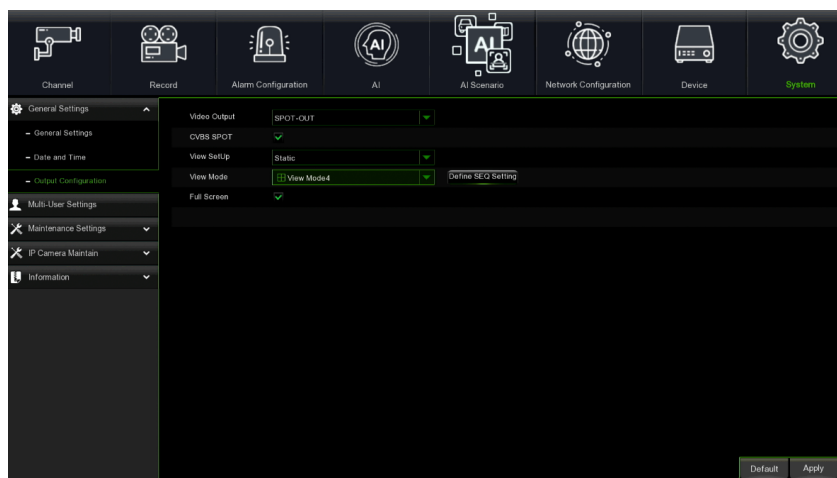 AI
AI
Channel
Record
Alarm Configuration
AI
AI Scenario
Network Configuration
Device
System
General Settings
General Settings
Date and Time
Output Configuration
Multi-User Settings
Maintenance Settings
IP Camera Maintain
Information
Video Output SPOT-OUT
CVBS SPOT
View SetUp Static
View Mode View Mode4 Define SEQ Setting
Full Screen
Default Apply